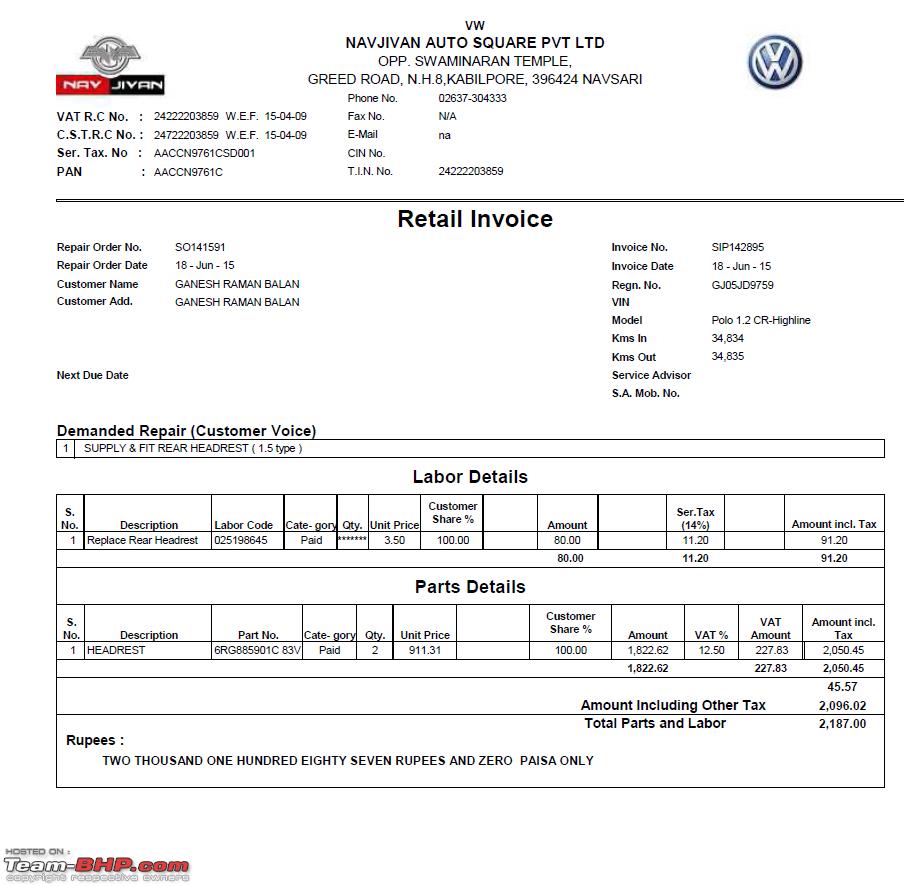 VW
NAVJIVAN AUTO SQUARE PVT LTD
OPP. SWAMINARAN TEMPLE,
GREED ROAD, N.H.8,KABILPORE, 396424 NAVSARI
NAV JIVAN
Phone No. 02637-304333
VAT R.C No. : 24222203859 W.E.F. 15-04-09 Fax No. N/A
C.S.T.R.C No. : 24722203859 W.E.F. 15-04-09 E-Mail na
Ser. Tax. No : AACCN9761CSD001 CIN No.
PAN : AACCN9761C T.I.N. No. 24222203859
Retail Invoice
Repair Order No. SO141591 Invoice No. SIP142895
Repair Order Date 18 - Jun - 15 Invoice Date 18 - Jun - 15
Customer Name GANESH RAMAN BALAN Regn. No. GJ05JD9759
Customer Add. GANESH RAMAN BALAN VIN
Model Polo 1.2 CR-Highline
Kms In 34,834
Kms Out 34,835
Next Due Date Service Advisor
S.A. Mob. No.
Demanded Repair (Customer Voice)
1 SUPPLY & FIT REAR HEADREST ( 1.5 type )
Labor Details
S. No. Description Labor Code Cate- gory Qty. Unit Price Customer Share % Amount Ser.Tax (14%) Amount incl. Tax
1 Replace Rear Headrest 025198645 Paid ******* 3.50 100.00 80.00 11.20 91.20
80.00 11.20 91.20
Parts Details
S. No. Description Part No. Cate- gory Qty. Unit Price Customer Share % Amount VAT % VAT Amount Amount incl. Tax
1 HEADREST 6RG885901C 83V Paid 2 911.31 100.00 1,822.62 12.50 227.83 2,050.45
1,822.62 227.83 2,050.45
45.57
Amount Including Other Tax 2,096.02
Total Parts and Labor 2,187.00
Rupees :
TWO THOUSAND ONE HUNDRED EIGHTY SEVEN RUPEES AND ZERO PAISA ONLY
HOSTED ON :
Team-BHP.com
copyright respective owners